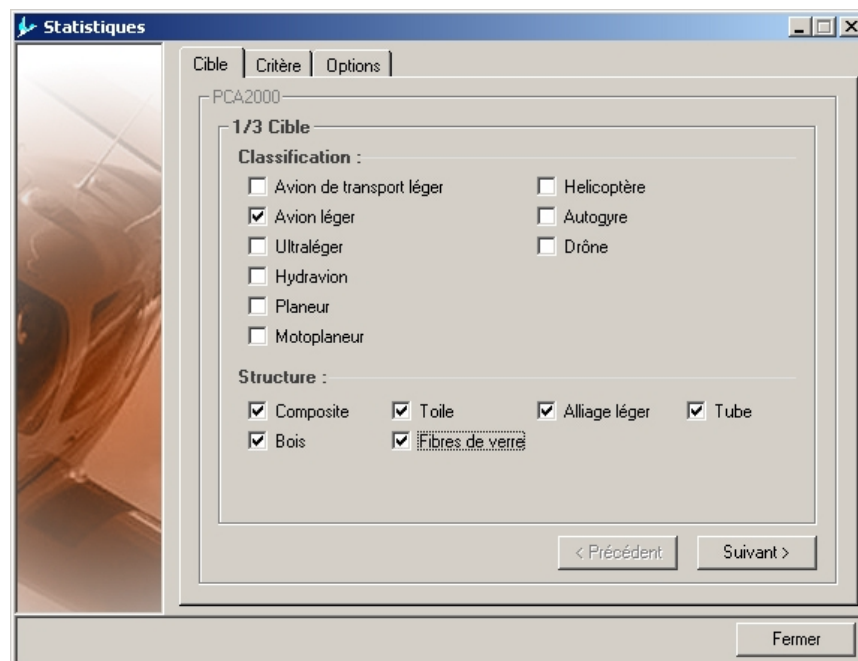 Statistiques
Cible Critère Options
PCA2000
1/3 Cible
Classification :
Avion de transport léger Helicoptère
Avion léger Autogyre
Ultraléger Drône
Hydravion
Planeur
Motoplaneur
Structure :
Composite Toile Alliage léger Tube
Bois Fibres de verre
< Précédent Suivant >
Fermer